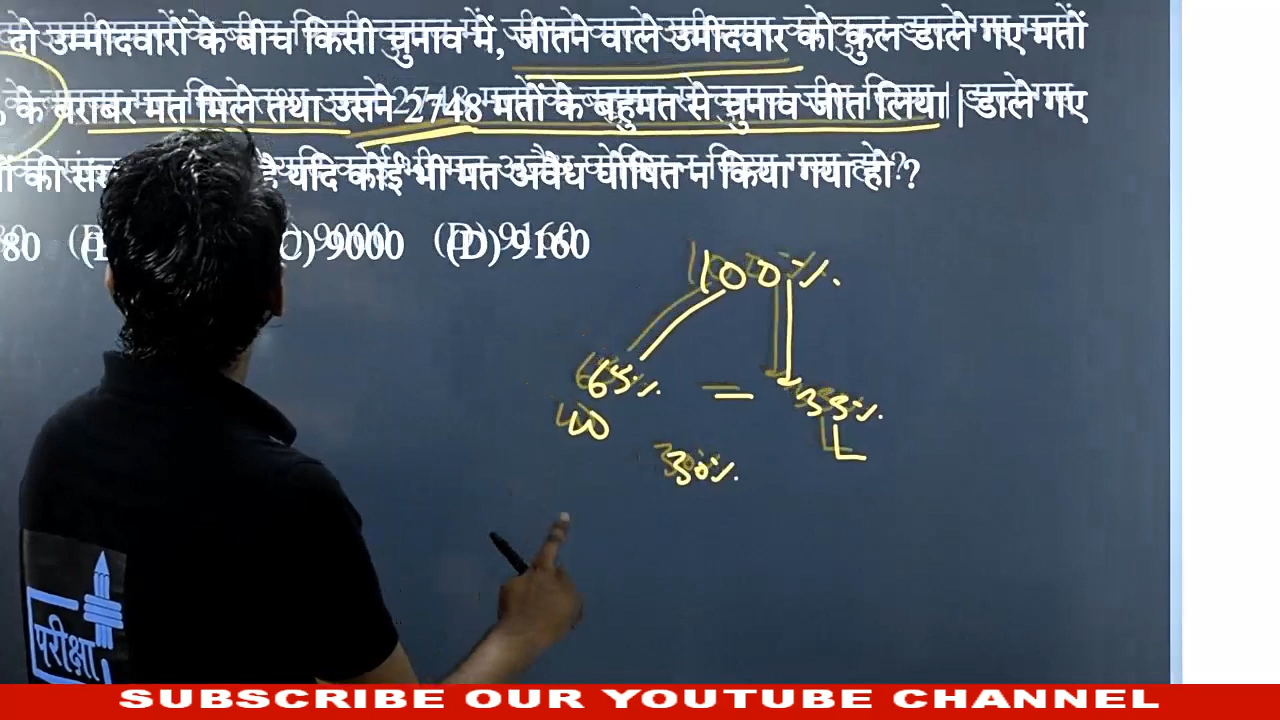 दो उम्मीदवारों के बीच किसी चुनाव में, जीतने वाले उमीदवार को कुल डाले गए मतों
के बराबर मत मिले तथा उसने 2748 मतों के बहुमत से चुनाव जीत लिया | डाले गए
की यदि कोई भी मत अवैध घोषित न किया गया हो ?
80 (C) 9000 (D) 9160
100%
65% = 35%
W L
30%
परीक्षा
SUBSCRIBE OUR YOUTUBE CHANNEL